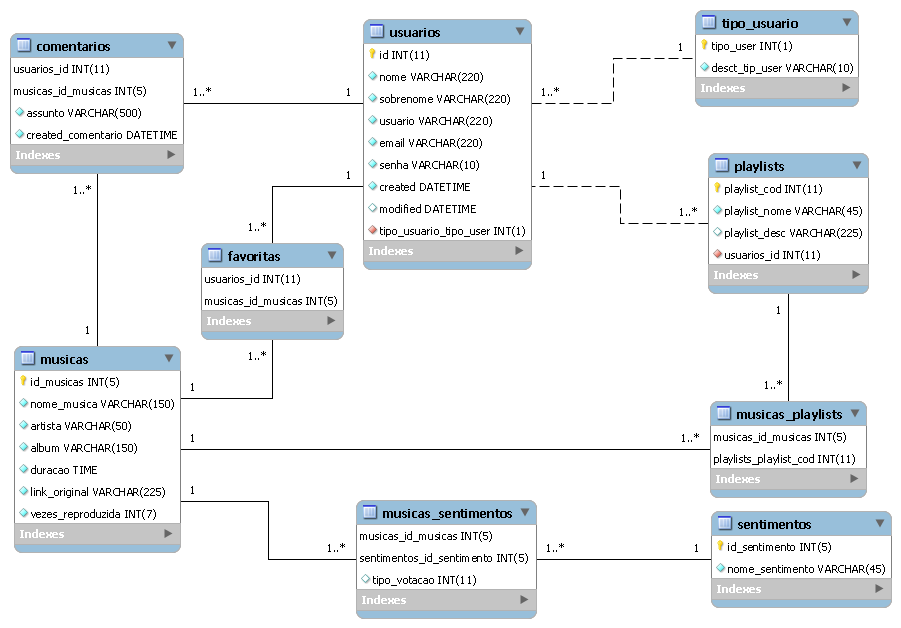 comentarios
usuarios_id INT(11)
musicas_id_musicas INT(5)
assunto VARCHAR(500)
created_comentario DATETIME
Indexes
1..*
1
1..*
1
usuarios
id INT(11)
nome VARCHAR(220)
sobrenome VARCHAR(220)
usuario VARCHAR(220)
email VARCHAR(220)
senha VARCHAR(10)
created DATETIME
modified DATETIME
tipo_usuario_tipo_user INT(1)
Indexes
1..*
1
tipo_usuario
tipo_user INT(1)
desct_tip_user VARCHAR(10)
Indexes
1
1..*
playlists
playlist_cod INT(11)
playlist_nome VARCHAR(45)
playlist_desc VARCHAR(225)
usuarios_id INT(11)
Indexes
1
1..*
1
1..*
favoritas
usuarios_id INT(11)
musicas_id_musicas INT(5)
Indexes
1..*
1
musicas
id_musicas INT(5)
nome_musica VARCHAR(150)
artista VARCHAR(50)
album VARCHAR(150)
duracao TIME
link_original VARCHAR(225)
vezes_reproduzida INT(7)
Indexes
1
1..*
musicas_playlists
musicas_id_musicas INT(5)
playlists_playlist_cod INT(11)
Indexes
1
1..*
musicas_sentimentos
musicas_id_musicas INT(5)
sentimentos_id_sentimento INT(5)
tipo_votacao INT(11)
Indexes
1..*
1
sentimentos
id_sentimento INT(5)
nome_sentimento VARCHAR(45)
Indexes